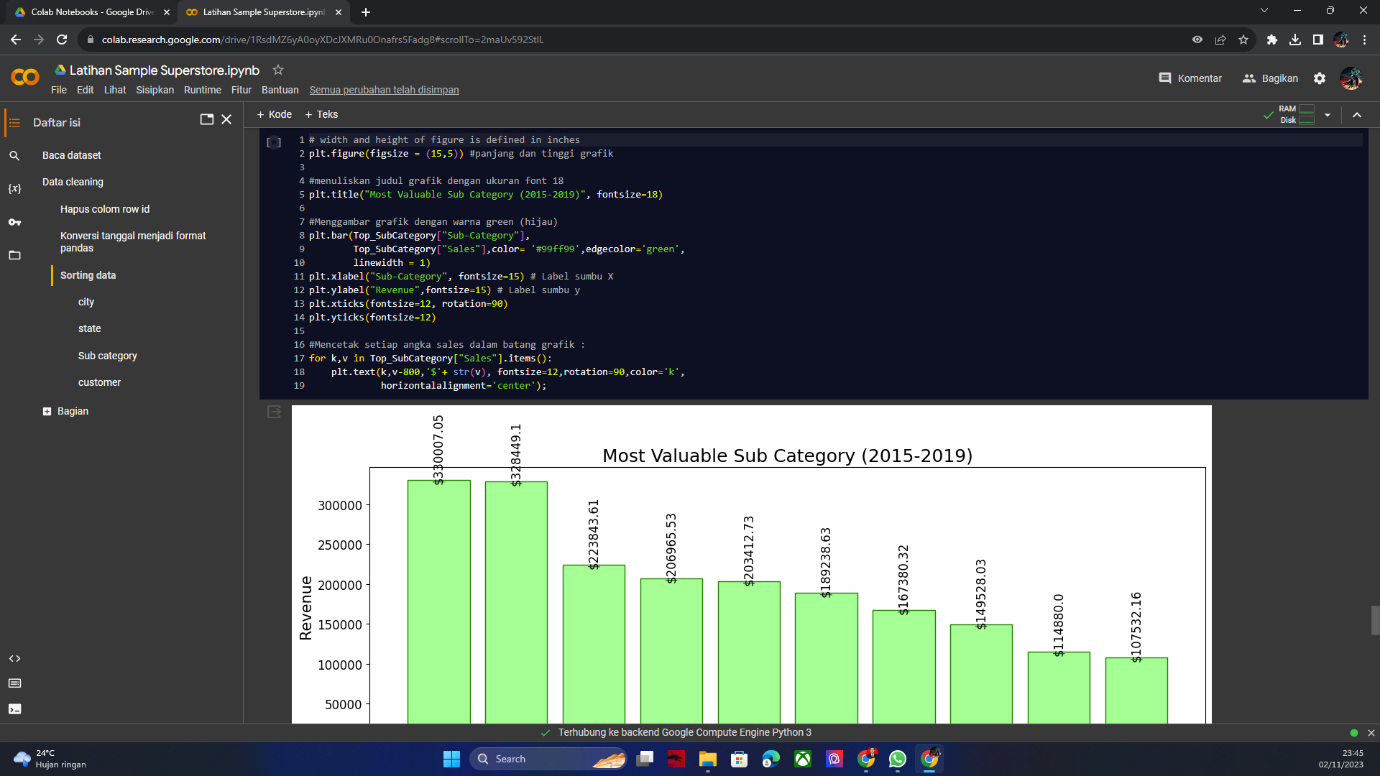 Colab Notebooks - Google Driv
Latihan Sample Superstore.ipynl
colab.research.google.com/drive/1RsdMZ6yA0oyXDcJXMRu0Onafrs5Fadg8#scrollTo=2maUv592StIL
Latihan Sample Superstore.ipynb
File Edit Lihat Sisipkan Runtime Fitur Bantuan Semua perubahan telah disimpan
Komentar
Bagikan
Daftar isi
+ Kode + Teks
RAM
Disk
Baca dataset
Data cleaning
Hapus colom row id
Konversi tanggal menjadi format
pandas
Sorting data
city
state
Sub category
customer
Bagian
1 # width and height of figure is defined in inches
2 plt.figure(figsize = (15,5)) #panjang dan tinggi grafik
3
4 #menuliskan judul grafik dengan ukuran font 18
5 plt.title("Most Valuable Sub Category (2015-2019)", fontsize=18)
6
7 #Menggambar grafik dengan warna green (hijau)
8 plt.bar(Top_SubCategory["Sub-Category"],
9 Top_SubCategory["Sales"],color= '#99ff99',edgecolor='green',
10 linewidth = 1)
11 plt.xlabel("Sub-Category", fontsize=15) # Label sumbu X
12 plt.ylabel("Revenue",fontsize=15) # Label sumbu y
13 plt.xticks(fontsize=12, rotation=90)
14 plt.yticks(fontsize=12)
15
16 #Mencetak setiap angka sales dalam batang grafik :
17 for k,v in Top_SubCategory["Sales"].items():
18 plt.text(k,v-800,'$'+ str(v), fontsize=12,rotation=90,color='k',
19 horizontalalignment='center');
Most Valuable Sub Category (2015-2019)
Revenue
300000
250000
200000
150000
100000
50000
$330007.05
$328449.1
$223843.61
$206965.53
$203412.73
$189238.63
$167380.32
$149528.03
$114880.0
$107532.16
Terhubung ke backend Google Compute Engine Python 3
24°C
Hujan ringan
Search
23:45
02/11/2023